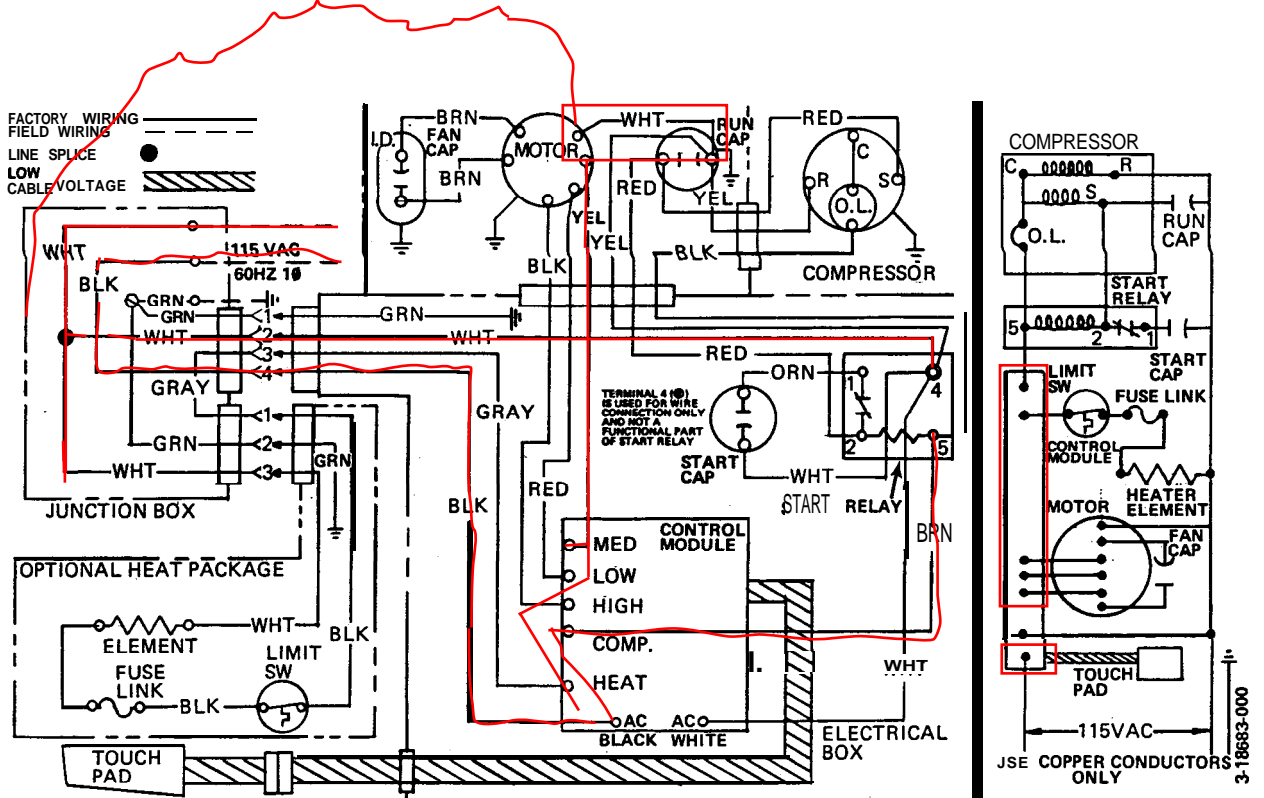 FACTORY WIRING
FIELD WIRING
LINE SPLICE
LOW
CABLE VOLTAGE
I.D.
BRN
FAN
CAP
BRN
MOTOR
WHT
RUN
CAP
RED
YEL
RED
C
R
S
O.L.
COMPRESSOR
YEL
YEL
BLK
BLK
WHT
115 VAC
60HZ 1Ø
BLK
GRN
GRN
1
GRN
WHT
2
WHT
3
GRAY
4
1
GRN
2
GRN
WHT
3
JUNCTION BOX
RED
ORN
1
4
2
5
TERMINAL 4 (
)
IS USED FOR WIRE
CONNECTION ONLY
AND NOT A
FUNCTIONAL PART
OF START RELAY
START
CAP
WHT
START RELAY
BRN
GRAY
BLK
RED
CONTROL
MODULE
MED
LOW
HIGH
COMP.
HEAT
AC
AC
BLACK WHITE
WHT
ELECTRICAL
BOX
OPTIONAL HEAT PACKAGE
ELEMENT
WHT
BLK
FUSE
LINK
BLK
LIMIT
SW
TOUCH
PAD
COMPRESSOR
C
R
S
O.L.
RUN
CAP
START
RELAY
5
2
1
START
CAP
LIMIT
SW
FUSE LINK
CONTROL
MODULE
HEATER
ELEMENT
MOTOR
FAN
CAP
TOUCH
PAD
115VAC
JSE COPPER CONDUCTORS
ONLY
3-18683-000